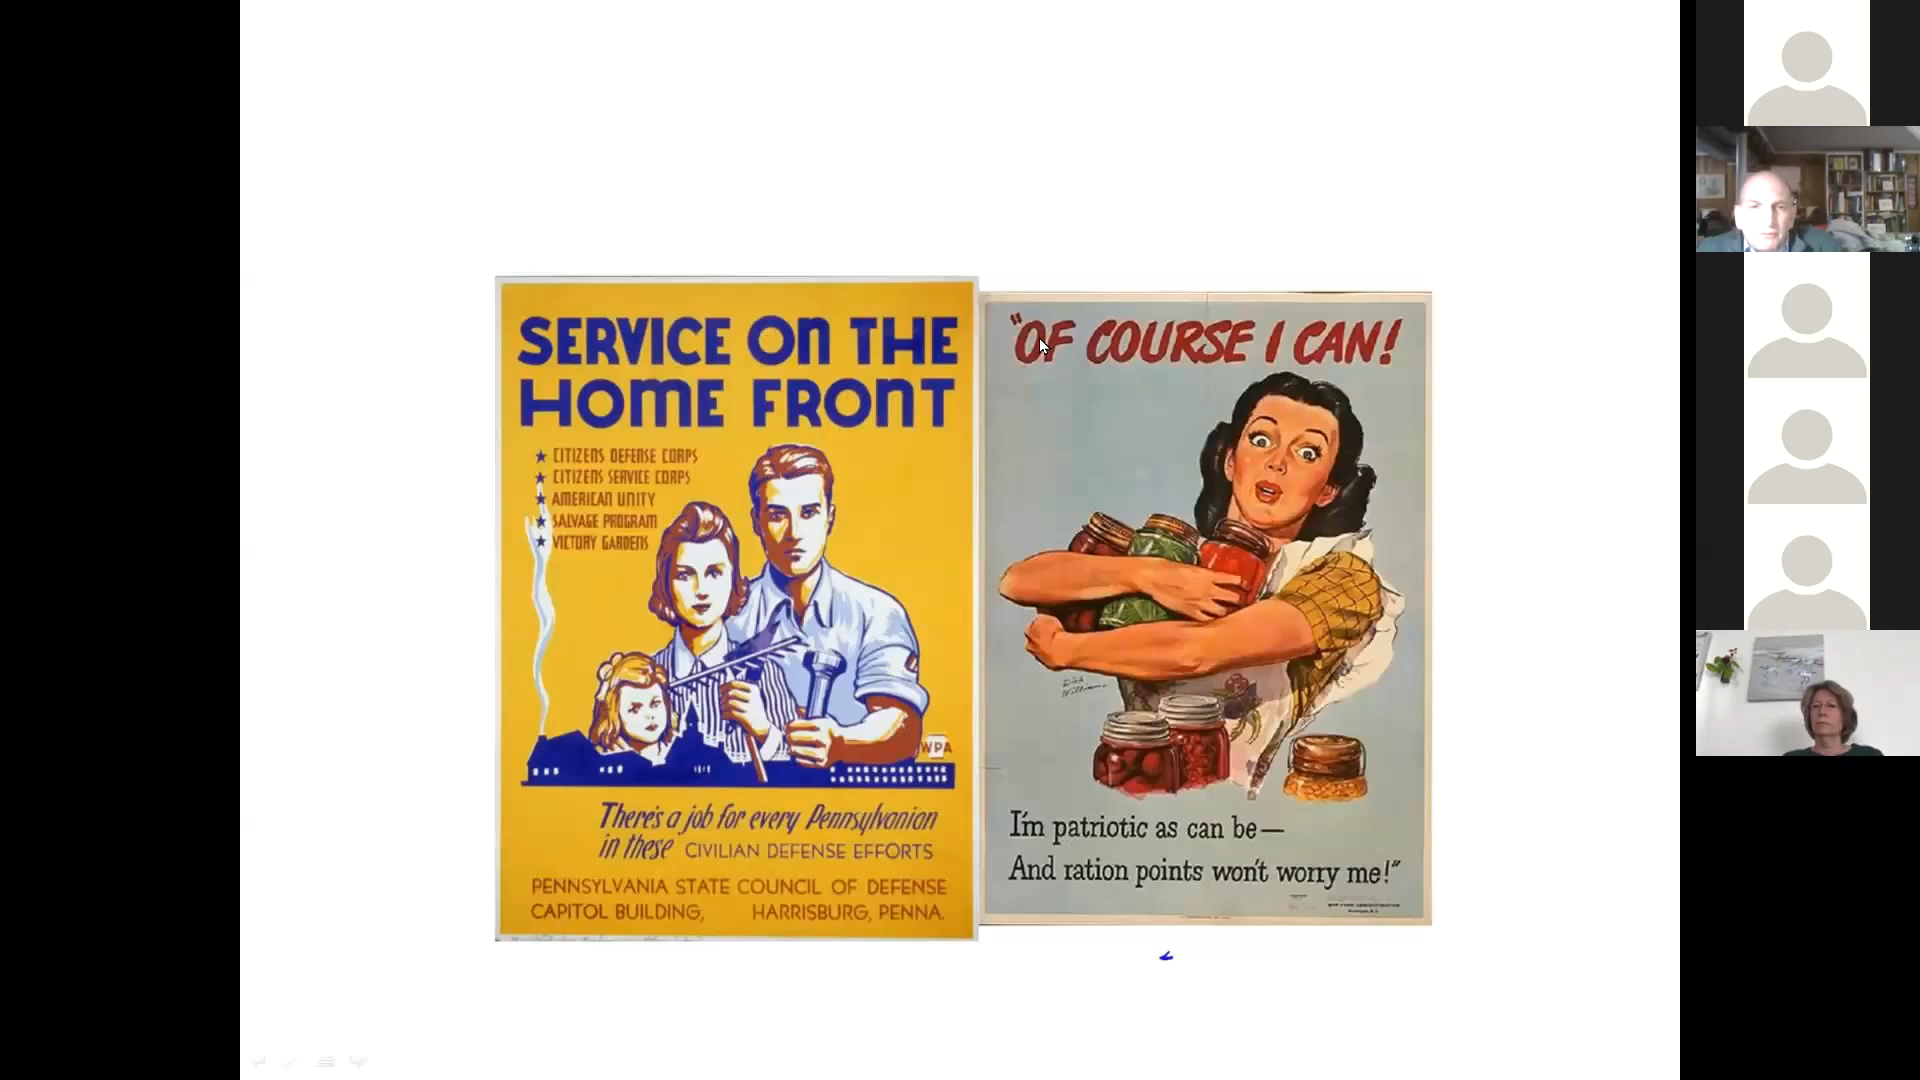 SERVICE ON THE
HOME FRONT
CITIZENS DEFENSE CORPS
CITIZENS SERVICE CORPS
AMERICAN UNITY
SALVAGE PROGRAM
VICTORY GARDENS
WPA
There's a job for every Pennsylvanian
in these CIVILIAN DEFENSE EFFORTS
PENNSYLVANIA STATE COUNCIL OF DEFENSE
CAPITOL BUILDING, HARRISBURG, PENNA.
"OF COURSE I CAN!
Dick
Williams
I'm patriotic as can be—
And ration points won't worry me!"